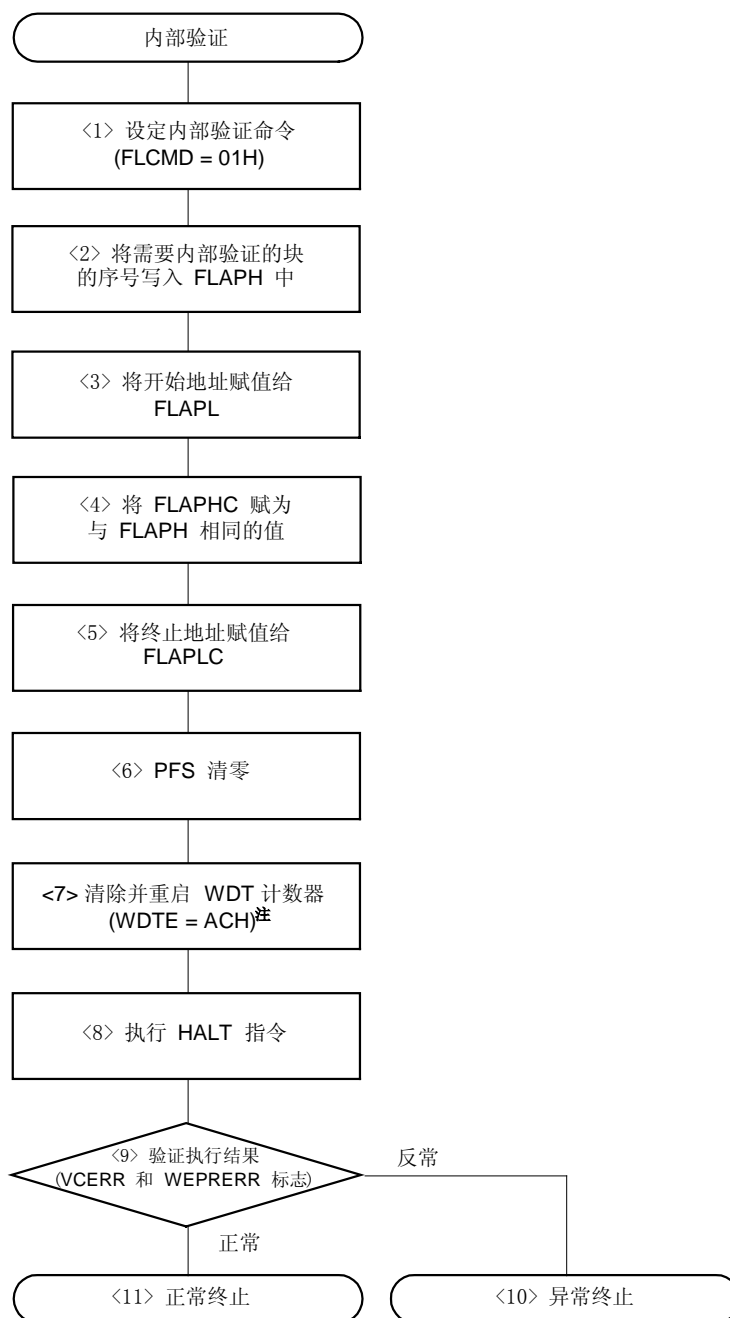 内部验证
<1> 设定内部验证命令
(FLCMD = 01H)
<2> 将需要内部验证的块
的序号写入 FLAPH 中
<3> 将开始地址赋值给
FLAPL
<4> 将 FLAPHC 赋为
与 FLAPH 相同的值
<5> 将终止地址赋值给
FLAPLC
<6> PFS 清零
<7> 清除并重启 WDT 计数器
(WDTE = ACH)注
<8> 执行 HALT 指令
<9> 验证执行结果
(VCERR 和 WEPRERR 标志)
反常
正常
<11> 正常终止
<10> 异常终止